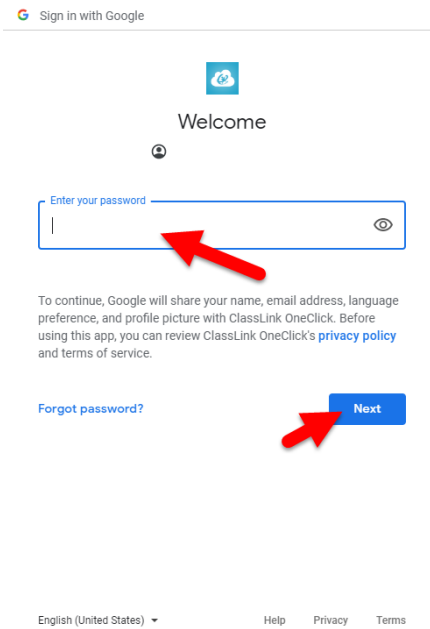 Sign in with Google
Welcome
Enter your password
To continue, Google will share your name, email address, language
preference, and profile picture with ClassLink OneClick. Before
using this app, you can review ClassLink OneClick's privacy policy
and terms of service.
Forgot password?
Next
English (United States)
Help
Privacy
Terms